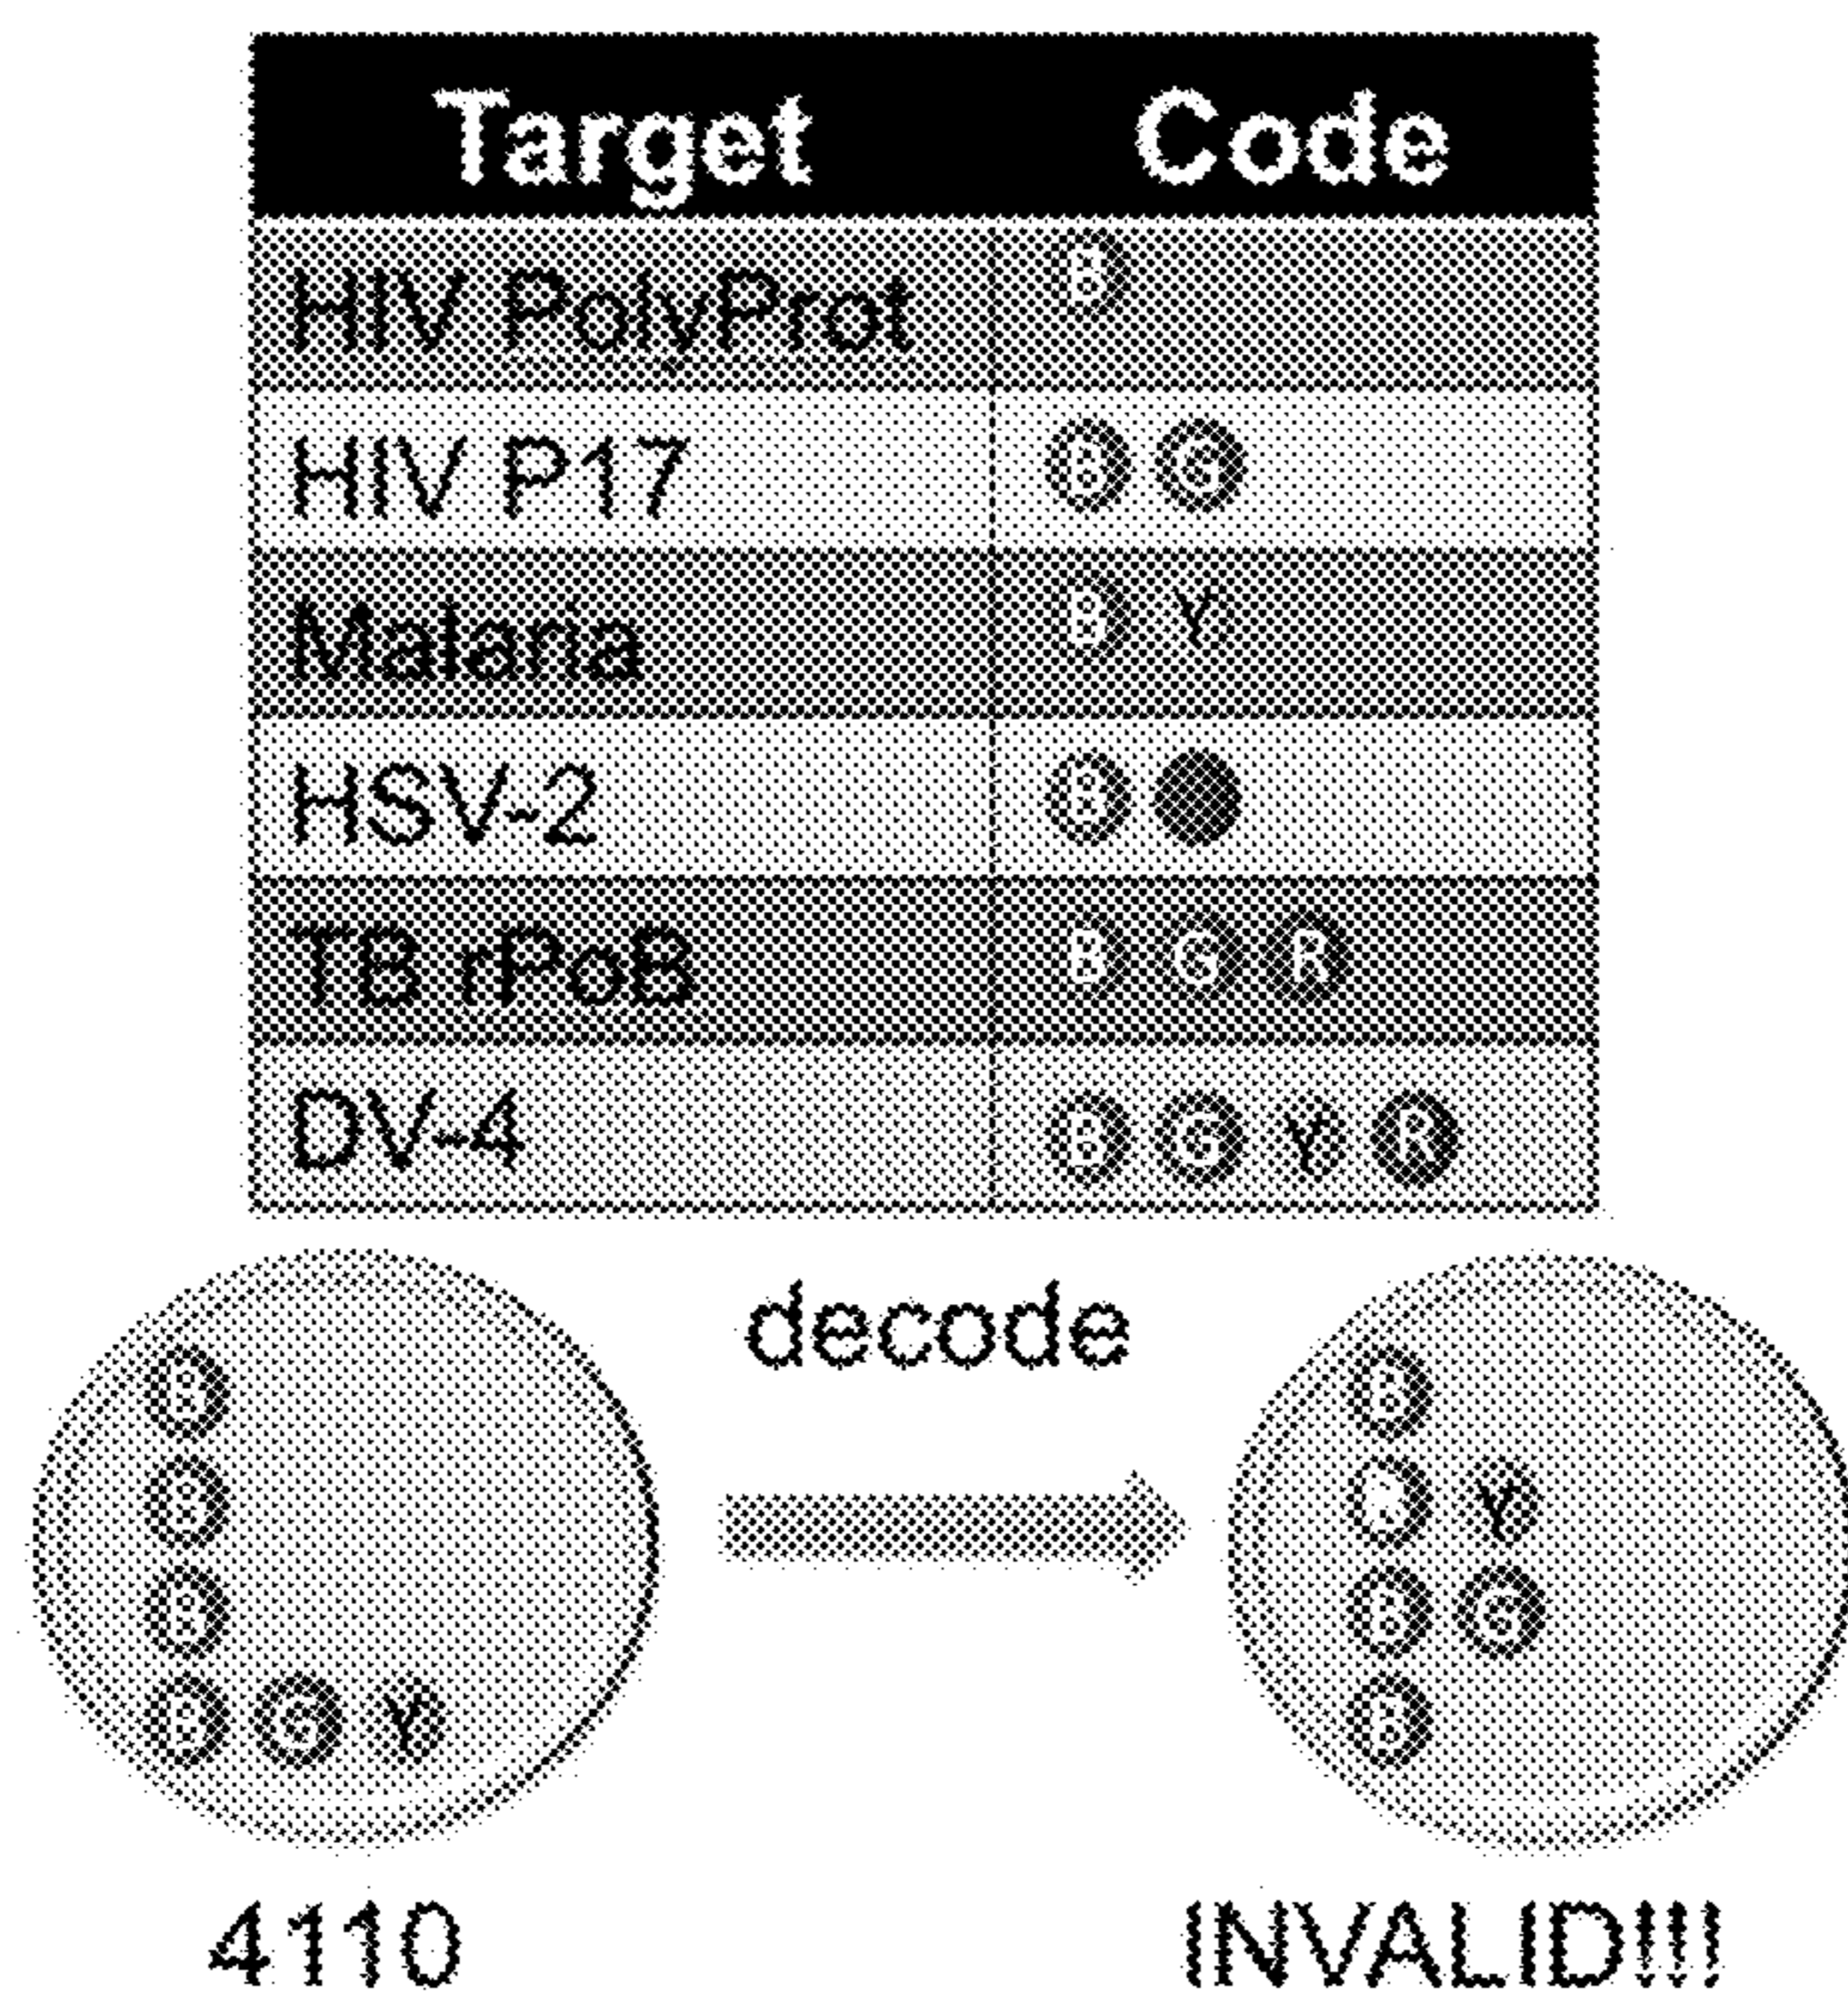 Target Code
HIV PolyProt B
HIV P17 B G
Malaria B Y
HSV-2 B
TB rPoB B G R
DV-4 B G Y R
decode
B
B
B
B G Y
B
Y
B G
B
4110
INVALID!!!